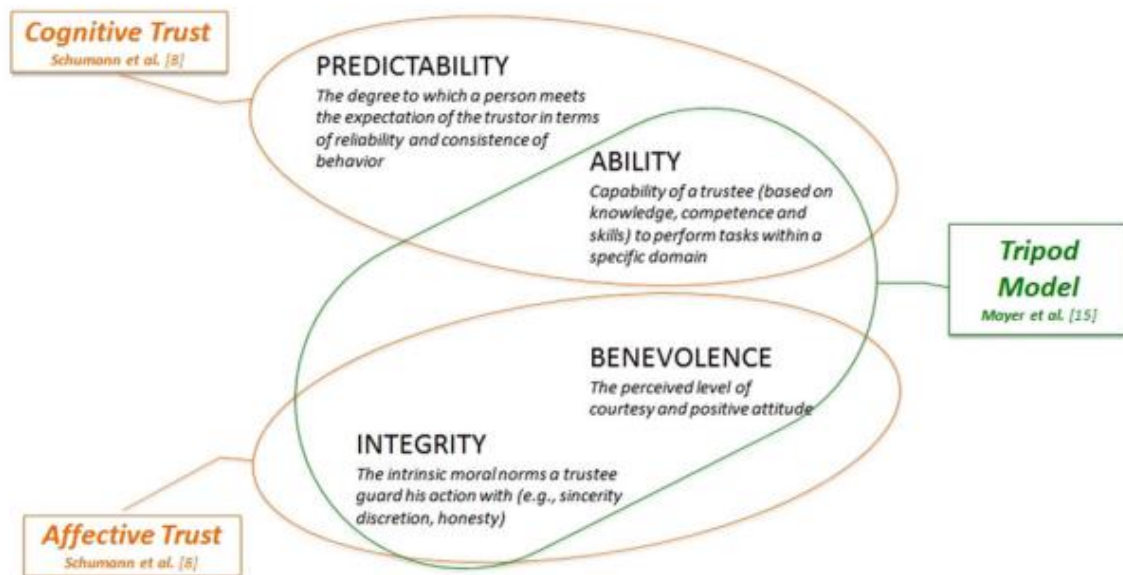 Cognitive Trust
Schumann et al. [8]
PREDICTABILITY
The degree to which a person meets
the expectation of the trustor in terms
of reliability and consistence of
behavior
ABILITY
Capability of a trustee (based on
knowledge, competence and
skills) to perform tasks within a
specific domain
Tripod
Model
Mayer et al. [15]
BENEVOLENCE
The perceived level of
courtesy and positive attitude
INTEGRITY
The intrinsic moral norms a trustee
guard his action with (e.g., sincerity
discretion, honesty)
Affective Trust
Schumann et al. [8]